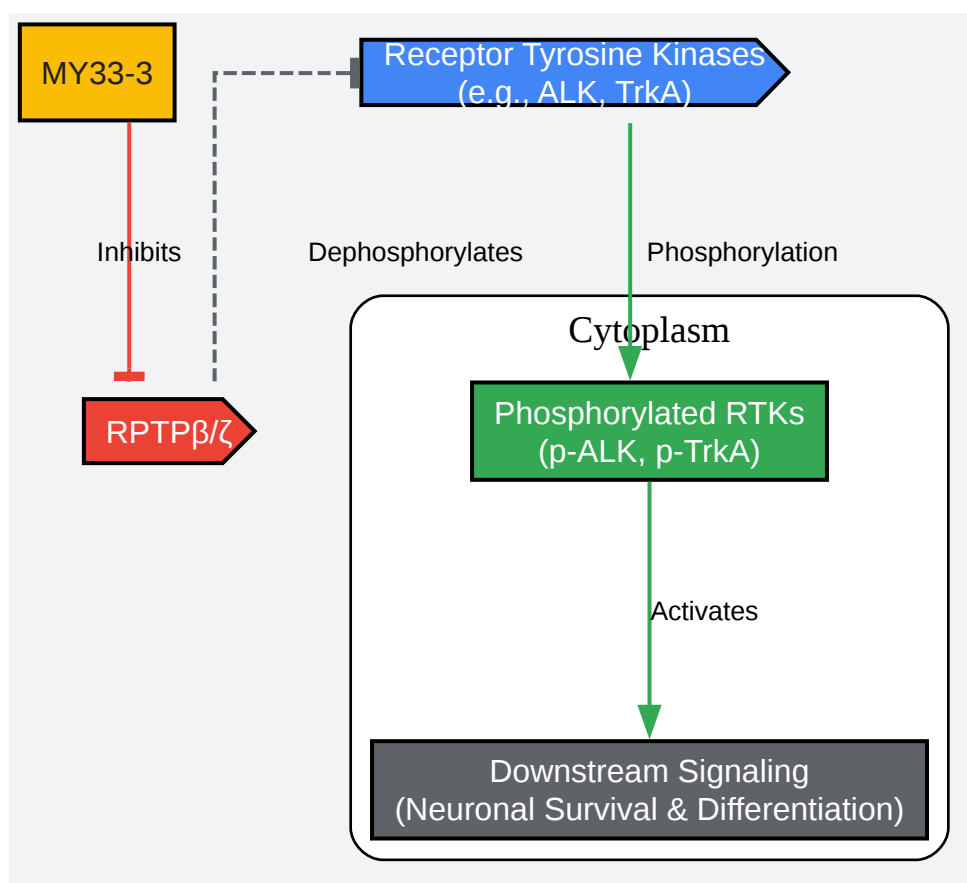 MY33-3
Receptor Tyrosine Kinases
(e.g., ALK, TrkA)
Inhibits
Dephosphorylates
Phosphorylation
Cytoplasm
RPTPβ/ζ
Phosphorylated RTKs
(p-ALK, p-TrkA)
Activates
Downstream Signaling
(Neuronal Survival & Differentiation)